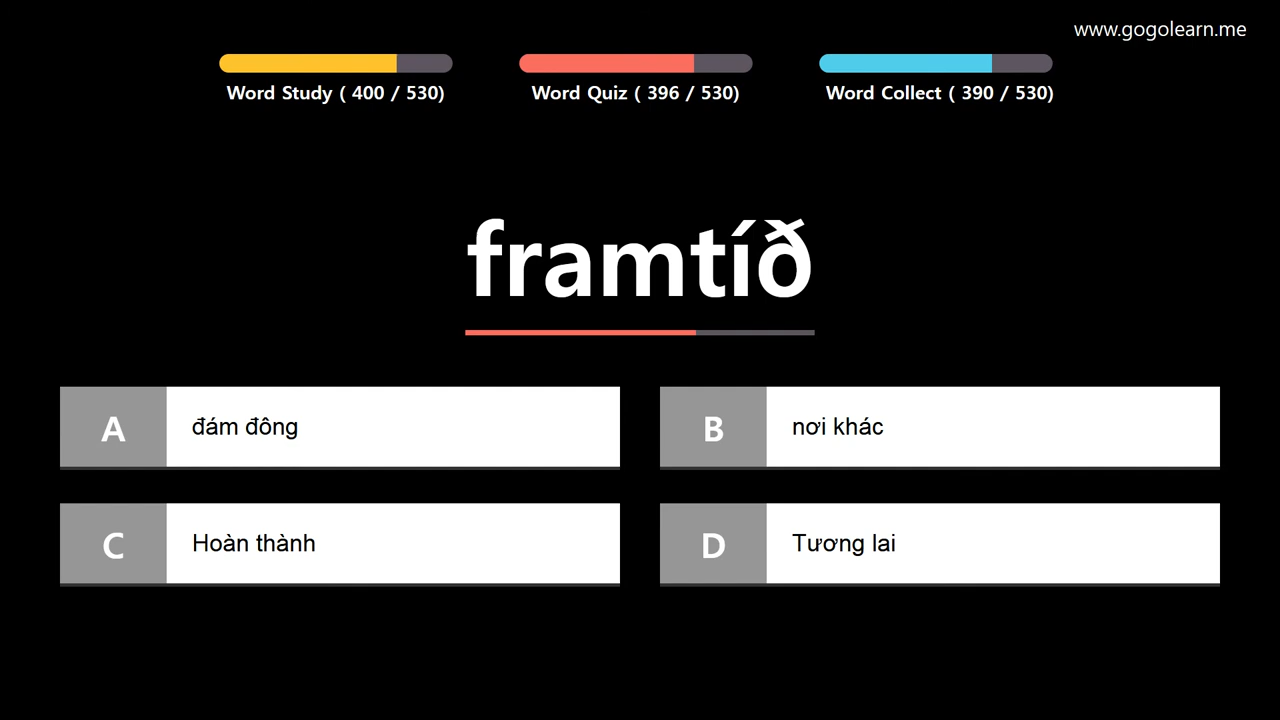 www.gogolearn.me
Word Study ( 400 / 530)
Word Quiz ( 396 / 530)
Word Collect ( 390 / 530)
framtíð
A
đám đông
B
nơi khác
C
Hoàn thành
D
Tương lai